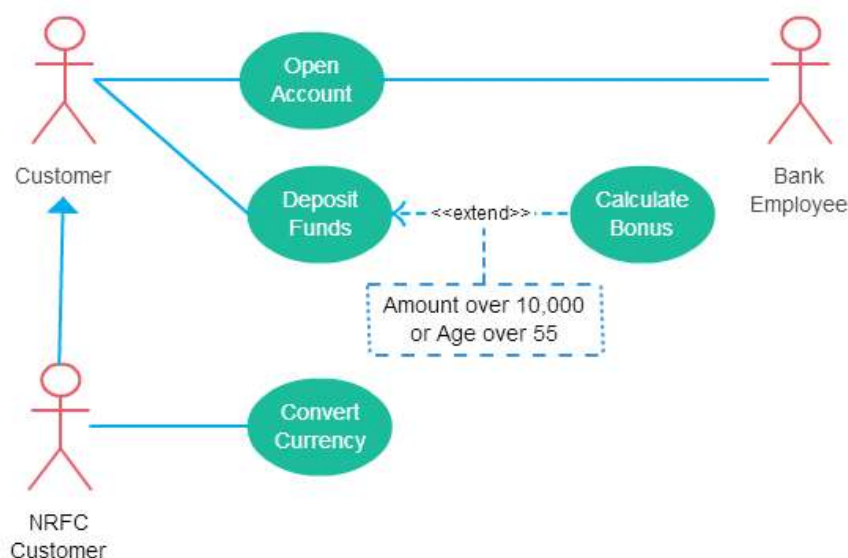 Open
Account
Customer
Bank
Employee
Deposit
Funds
<<extend>>
Calculate
Bonus
Amount over 10,000
or Age over 55
Convert
Currency
NRFC
Customer